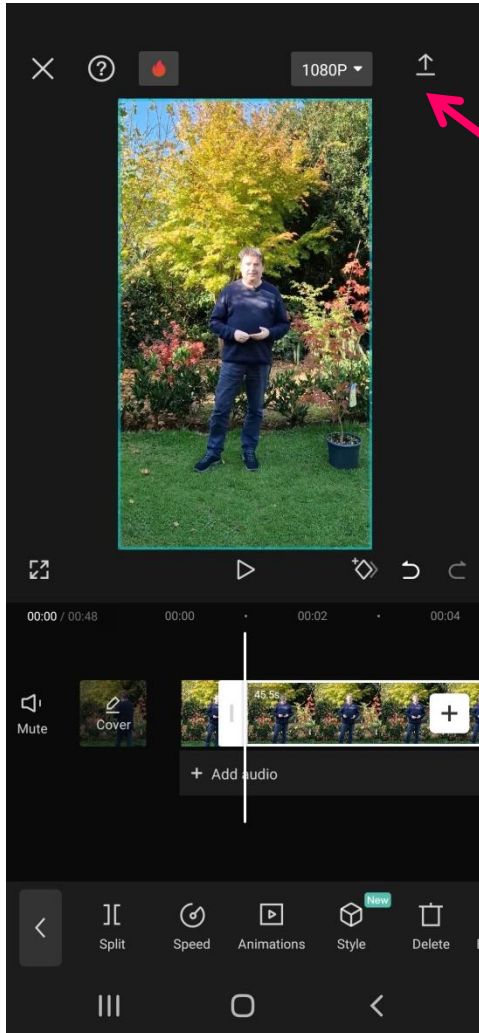 1080P
00:00 / 00:48 00:00 00:02 00:04
45.5s
Mute
Cover
+ Add audio
New
Split Speed Animations Style Delete